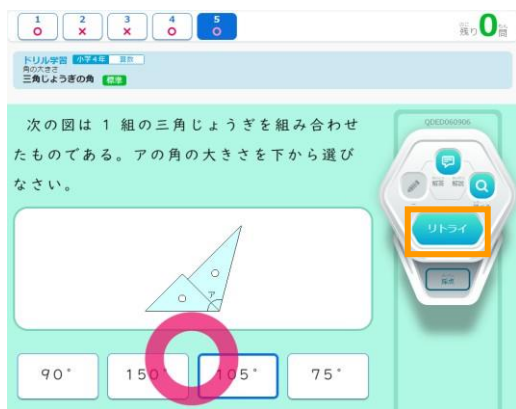 1 2 3 4 5
○ × × ○ ○
残り0問
ドリル学習 小学4年 算数
角の大きさ
三角じょうぎの角 標準
次の図は 1 組の三角じょうぎを組み合わせ
たものである。アの角の大きさを下から選び
なさい。
QDED060906
解答 解説
リトライ
採点
ア
90° 150° 105° 75°